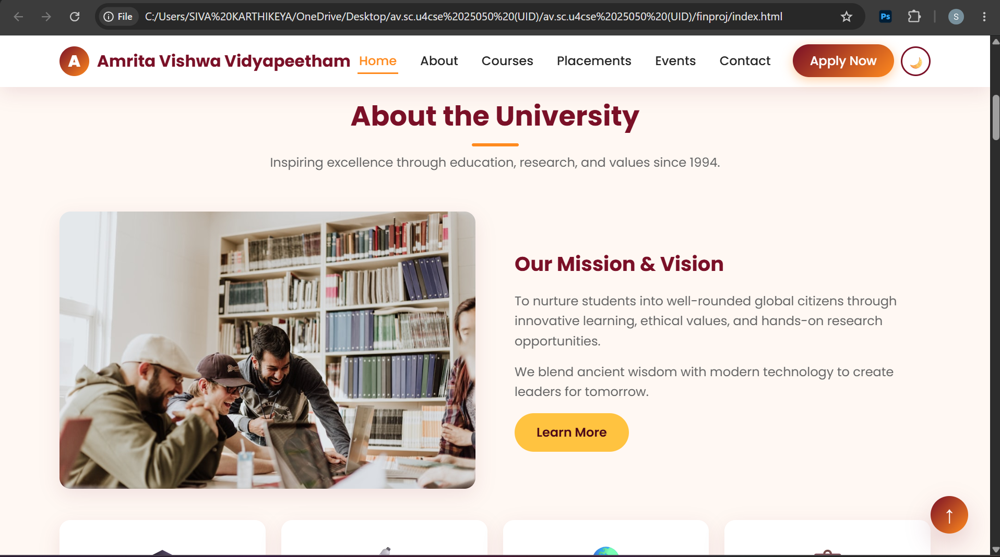 File
C:/Users/SIVA%20KARTHIKEYA/OneDrive/Desktop/av.sc.u4cse%2025050%20(UID)/av.sc.u4cse%2025050%20(UID)/finproj/index.html
Ps
S
A
Amrita Vishwa Vidyapeetham
Home
About
Courses
Placements
Events
Contact
Apply Now
About the University
Inspiring excellence through education, research, and values since 1994.
Our Mission & Vision
To nurture students into well-rounded global citizens through
innovative learning, ethical values, and hands-on research
opportunities.
We blend ancient wisdom with modern technology to create
leaders for tomorrow.
Learn More